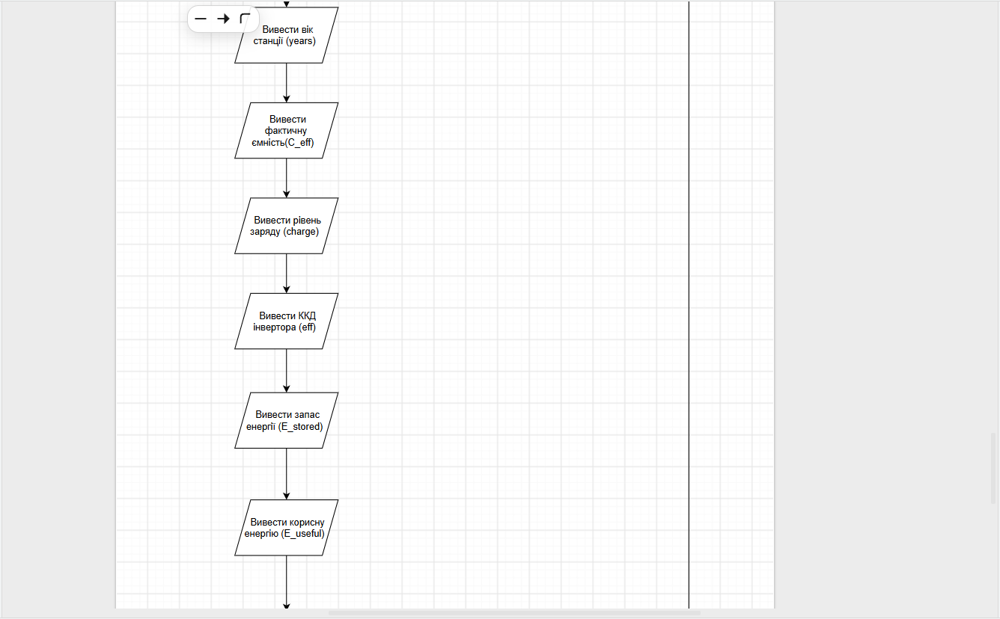 Вивести вік
станції (years)
Вивести
фактичну
ємність(C_eff)
Вивести рівень
заряду (charge)
Вивести ККД
інвертора (eff)
Вивести запас
енергії (E_stored)
Вивести корисну
енергію (E_useful)